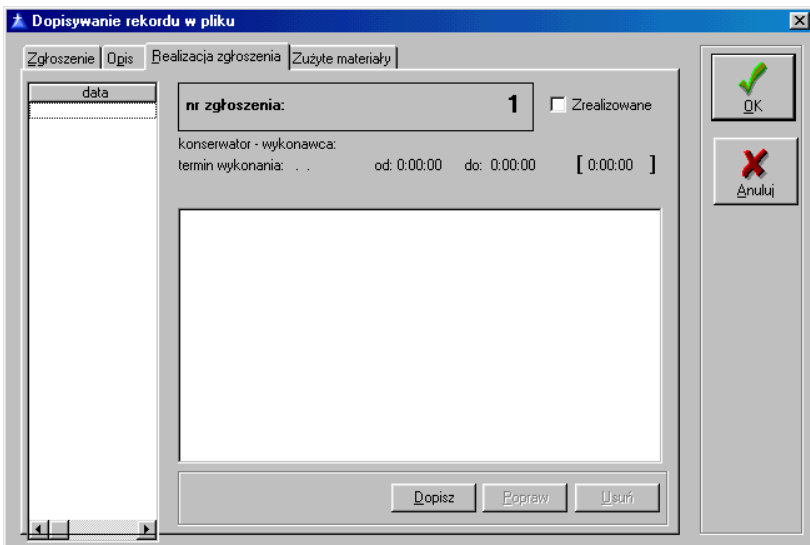 Dopisywanie rekordu w pliku
Zgłoszenie Opis Realizacja zgłoszenia Zużyte materiały
data
nr zgłoszenia: 1 Zrealizowane
konserwator - wykonawca:
termin wykonania: . . od: 0:00:00 do: 0:00:00 [ 0:00:00 ]
Dopisz Popraw Usuń
OK
Anuluj